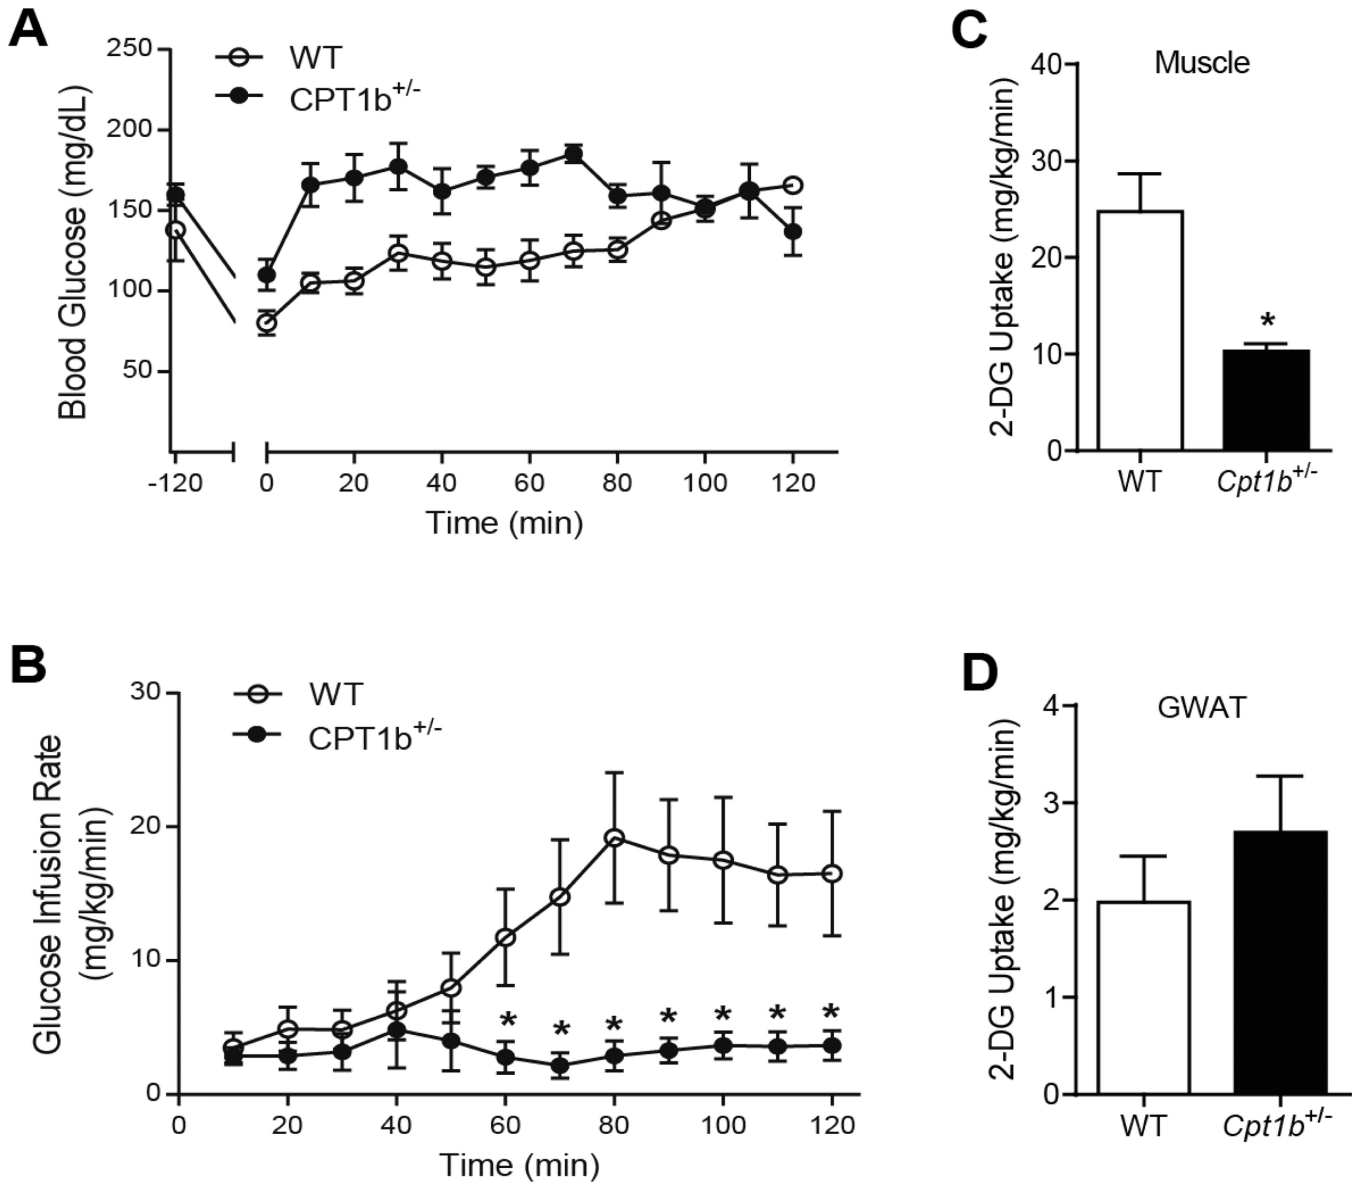 A
250
200
150
100
50
Blood Glucose (mg/dL)
WT
CPT1b+/-
-120
0
20
40
60
80
100
120
Time (min)
C
Muscle
40
30
20
10
0
2-DG Uptake (mg/kg/min)
*
WT
Cpt1b+/-
B
30
20
10
0
Glucose Infusion Rate
(mg/kg/min)
WT
CPT1b+/-
* * * * * * *
0
20
40
60
80
100
120
Time (min)
D
GWAT
4
3
2
1
0
2-DG Uptake (mg/kg/min)
WT
Cpt1b+/-